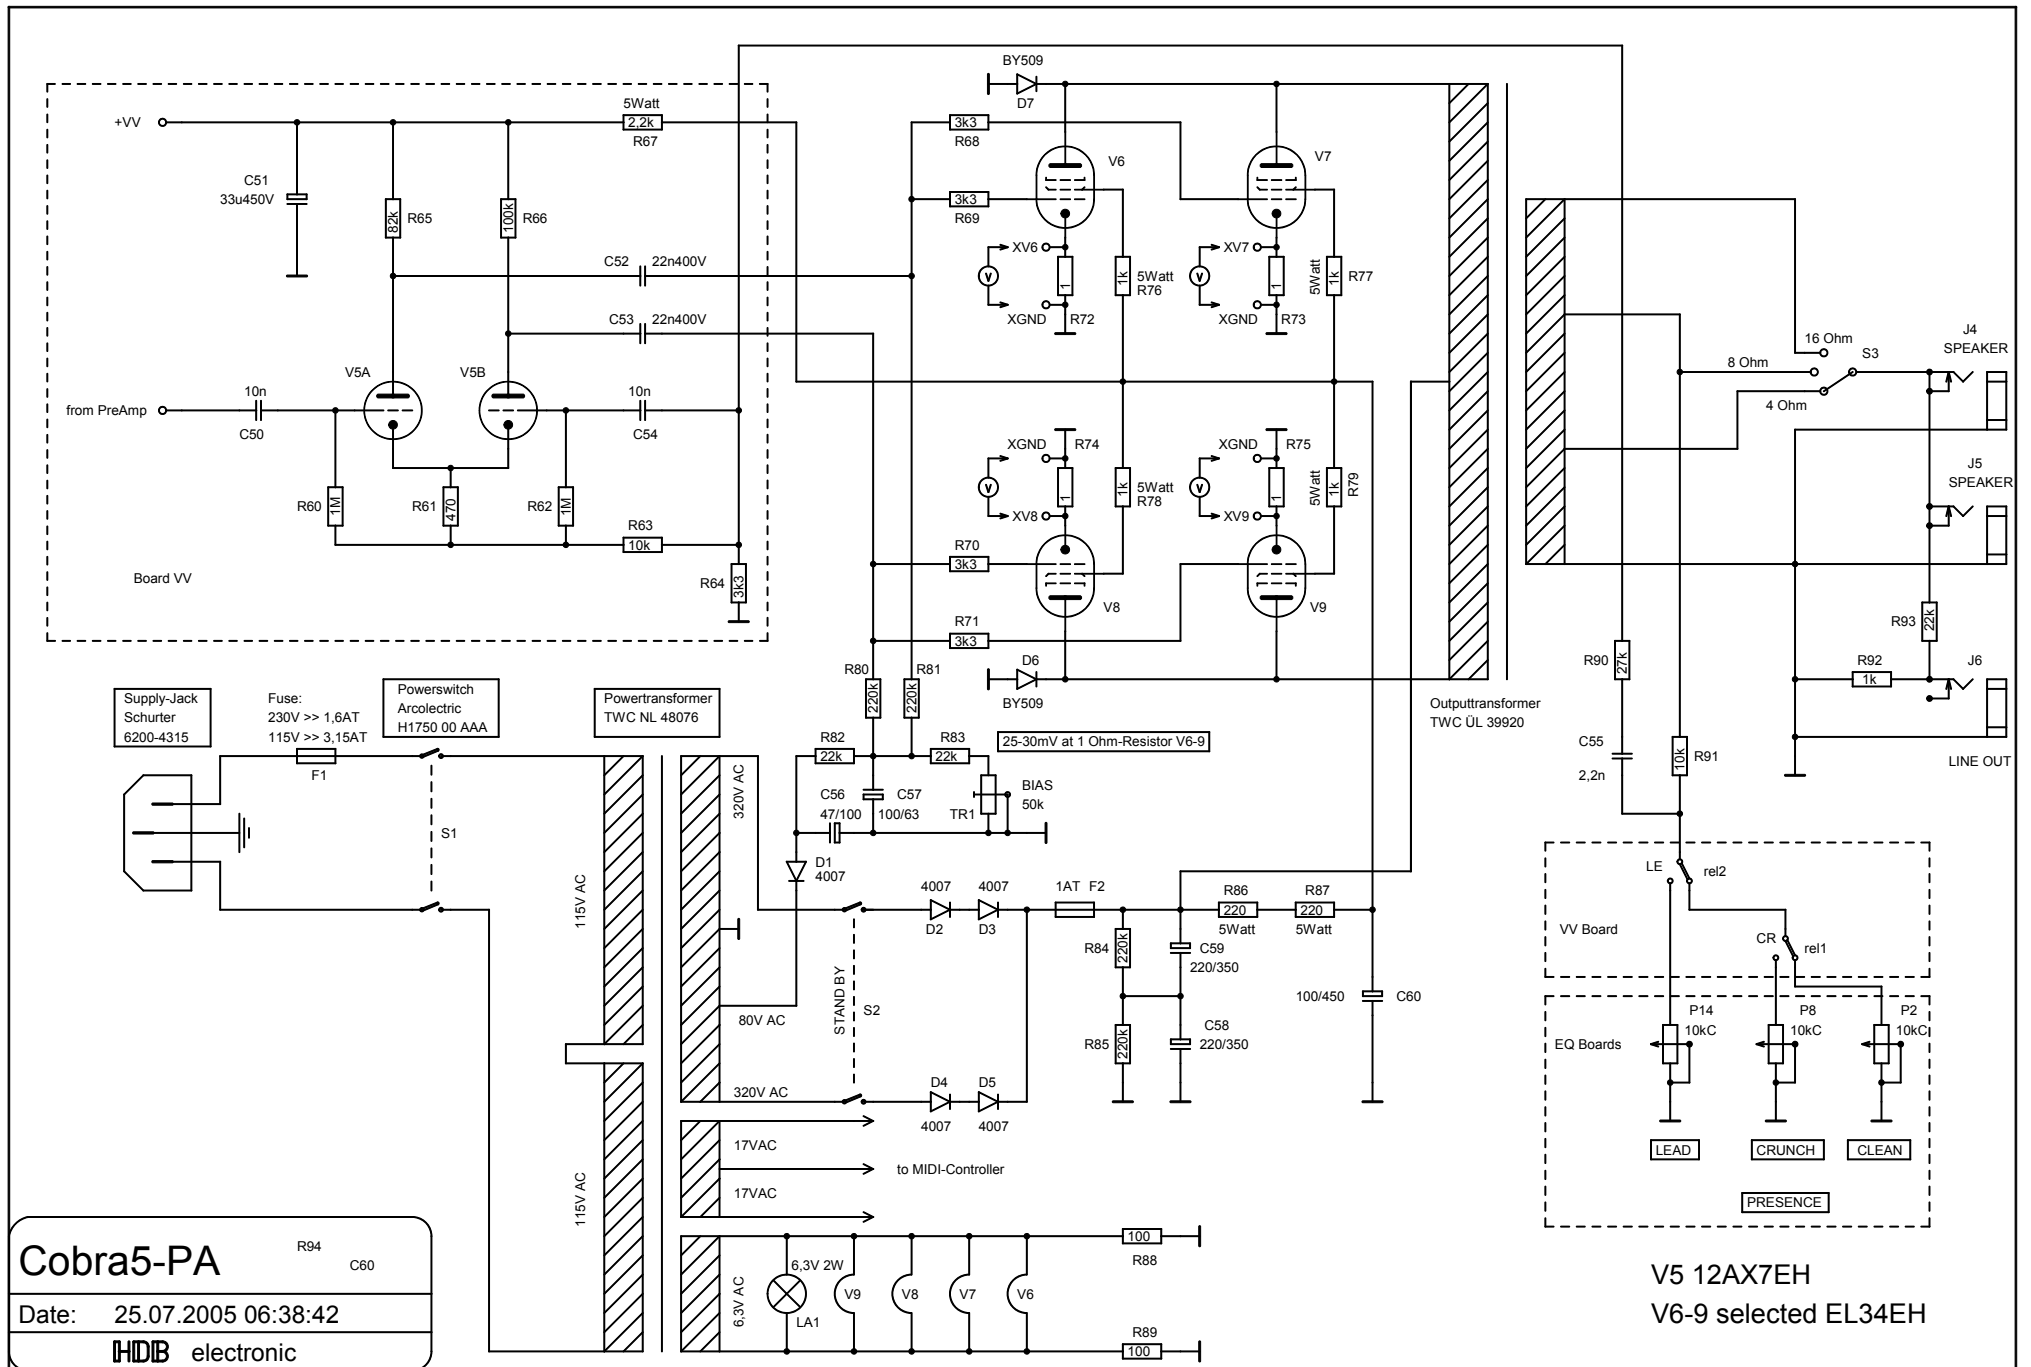 BY509
D7
5Watt
+VV
2,2k
R67
3k3
R68
V6
V7
C51
33u450V
82k
R65
100k
R66
3k3
R69
C52
22n400V
XV6
V
1
XGND
R72
1k
5Watt
R76
XV7
V
1
XGND
R73
5Watt
1k
R77
C53
22n400V
V5A
V5B
10n
from PreAmp
C50
10n
C54
16 Ohm
8 Ohm
S3
4 Ohm
J4
SPEAKER
XGND
R74
V
1
XV8
1k
5Watt
R78
XGND
R75
V
1
XV9
5Watt
1k
R79
J5
SPEAKER
R60
1M
R61
470
R62
1M
R63
10k
R64
3k3
R70
3k3
V8
V9
Board VV
R71
3k3
R93
22k
R80
220k
R81
220k
D6
BY509
R90
27k
R92
1k
J6
LINE OUT
Supply-Jack
Schurter
6200-4315
Fuse:
230V >> 1,6AT
115V >> 3,15AT
F1
Powerswitch
Arcolectric
H1750 00 AAA
Powertransformer
TWC NL 48076
Outputtransformer
TWC ÜL 39920
R82
22k
R83
22k
25-30mV at 1 Ohm-Resistor V6-9
C55
2,2n
10k
R91
320V AC
C56
47/100
C57
100/63
TR1
BIAS
50k
S1
D1
4007
115V AC
4007
D2
4007
D3
1AT F2
R86
220
5Watt
R87
220
5Watt
LE
rel2
VV Board
CR
rel1
R84
220k
C59
220/350
STAND BY
S2
80V AC
100/450
C60
R85
220k
C58
220/350
EQ Boards
P14
10kC
P8
10kC
P2
10kC
320V AC
D4
4007
D5
4007
17VAC
to MIDI-Controller
17VAC
LEAD
CRUNCH
CLEAN
PRESENCE
115V AC
6,3V AC
6,3V 2W
LA1
V9
V8
V7
V6
100
R88
R89
100
Cobra5-PA
R94
C60
Date: 25.07.2005 06:38:42
HDB electronic
V5 12AX7EH
V6-9 selected EL34EH